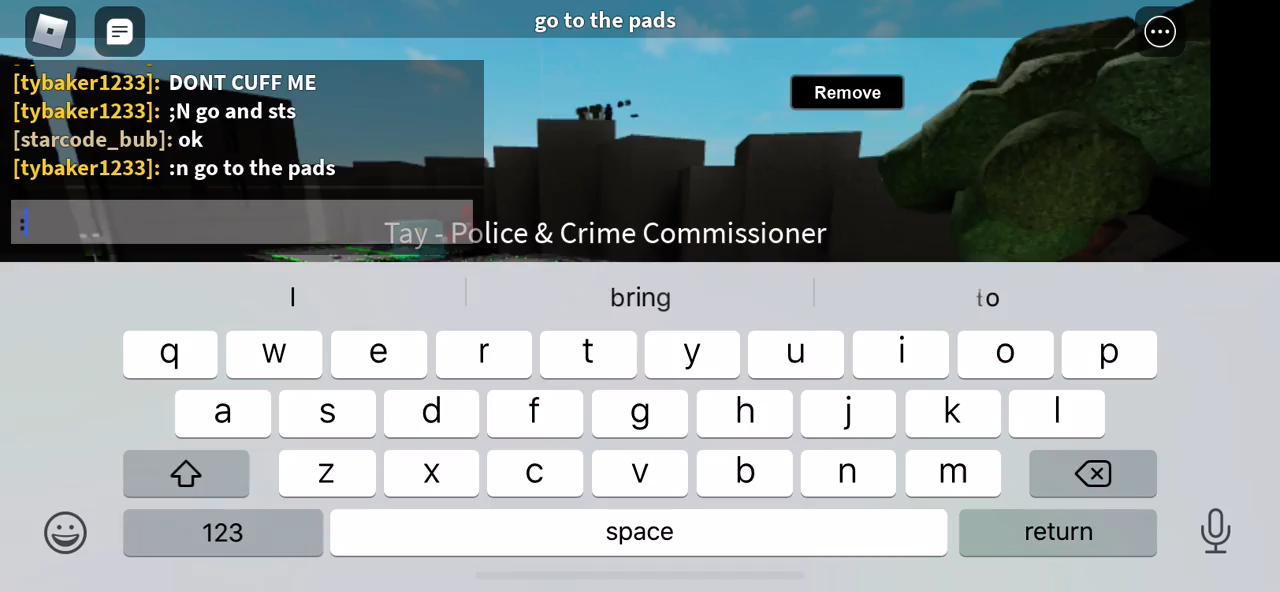 go to the pads
[tybaker1233]: DONT CUFF ME
Remove
[tybaker1233]: ;N go and sts
[starcode_bub]: ok
[tybaker1233]: :n go to the pads
:
Tay - Police & Crime Commissioner
I bring to
q w e r t y u i o p
a s d f g h j k l
z x c v b n m
123 space return